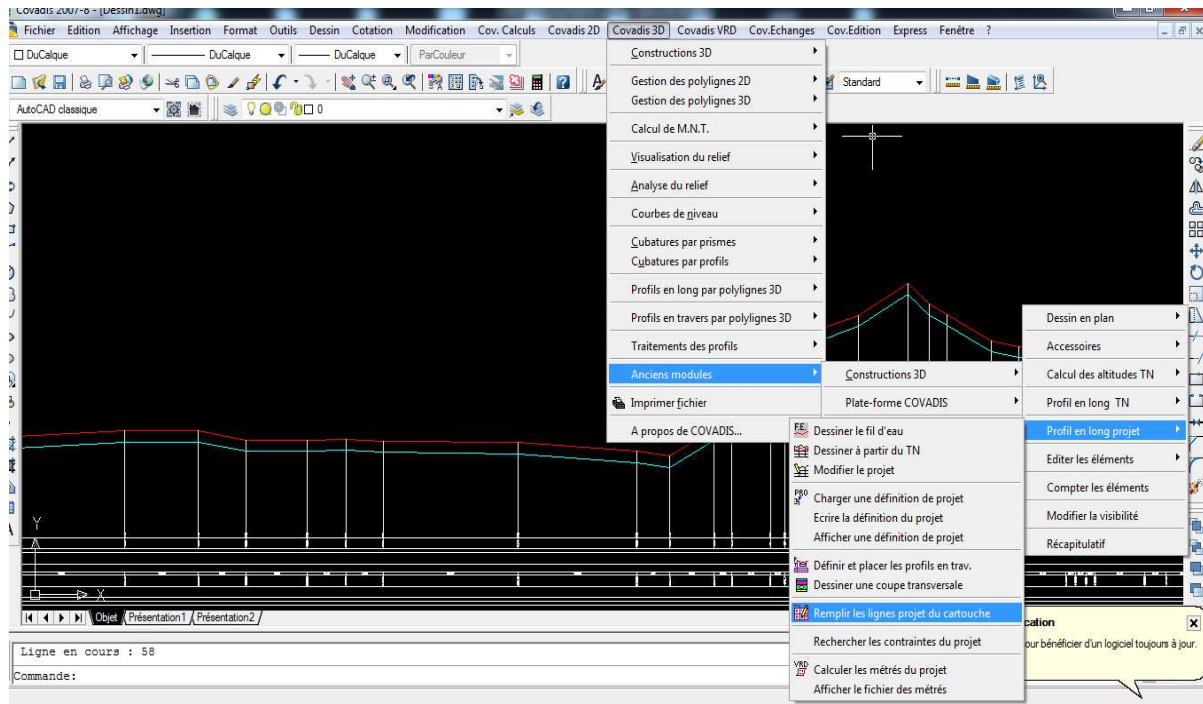 Covadis 2007-8 - [Dessin1.dwg]
Fichier Edition Affichage Insertion Format Outils Dessin Cotation Modification Cov. Calculs Covadis 2D Covadis 3D Covadis VRD Cov.Echanges Cov.Edition Express Fenêtre ?
DuCalque DuCalque DuCalque ParCouleur
Standard
AutoCAD classique 0
Constructions 3D
Gestion des polylignes 2D
Gestion des polylignes 3D
Calcul de M.N.T.
Visualisation du relief
Analyse du relief
Courbes de niveau
Cubatures par prismes
Cubatures par profils
Profils en long par polylignes 3D
Profils en travers par polylignes 3D
Traitements des profils
Anciens modules
Imprimer fichier
A propos de COVADIS...
Constructions 3D
Plate-forme COVADIS
Dessin en plan
Accessoires
Calcul des altitudes TN
Profil en long TN
Profil en long projet
Editer les éléments
Compter les éléments
Modifier la visibilité
Récapitulatif
Dessiner le fil d'eau
Dessiner à partir du TN
Modifier le projet
Charger une définition de projet
Ecrire la définition du projet
Afficher une définition de projet
Définir et placer les profils en trav.
Dessiner une coupe transversale
Remplir les lignes projet du cartouche
Rechercher les contraintes du projet
Calculer les métrés du projet
Afficher le fichier des métrés
Y
X
Objet Présentation1 Présentation2
cation
our bénéficier d'un logiciel toujours à jour.
Ligne en cours : 58
Commande: